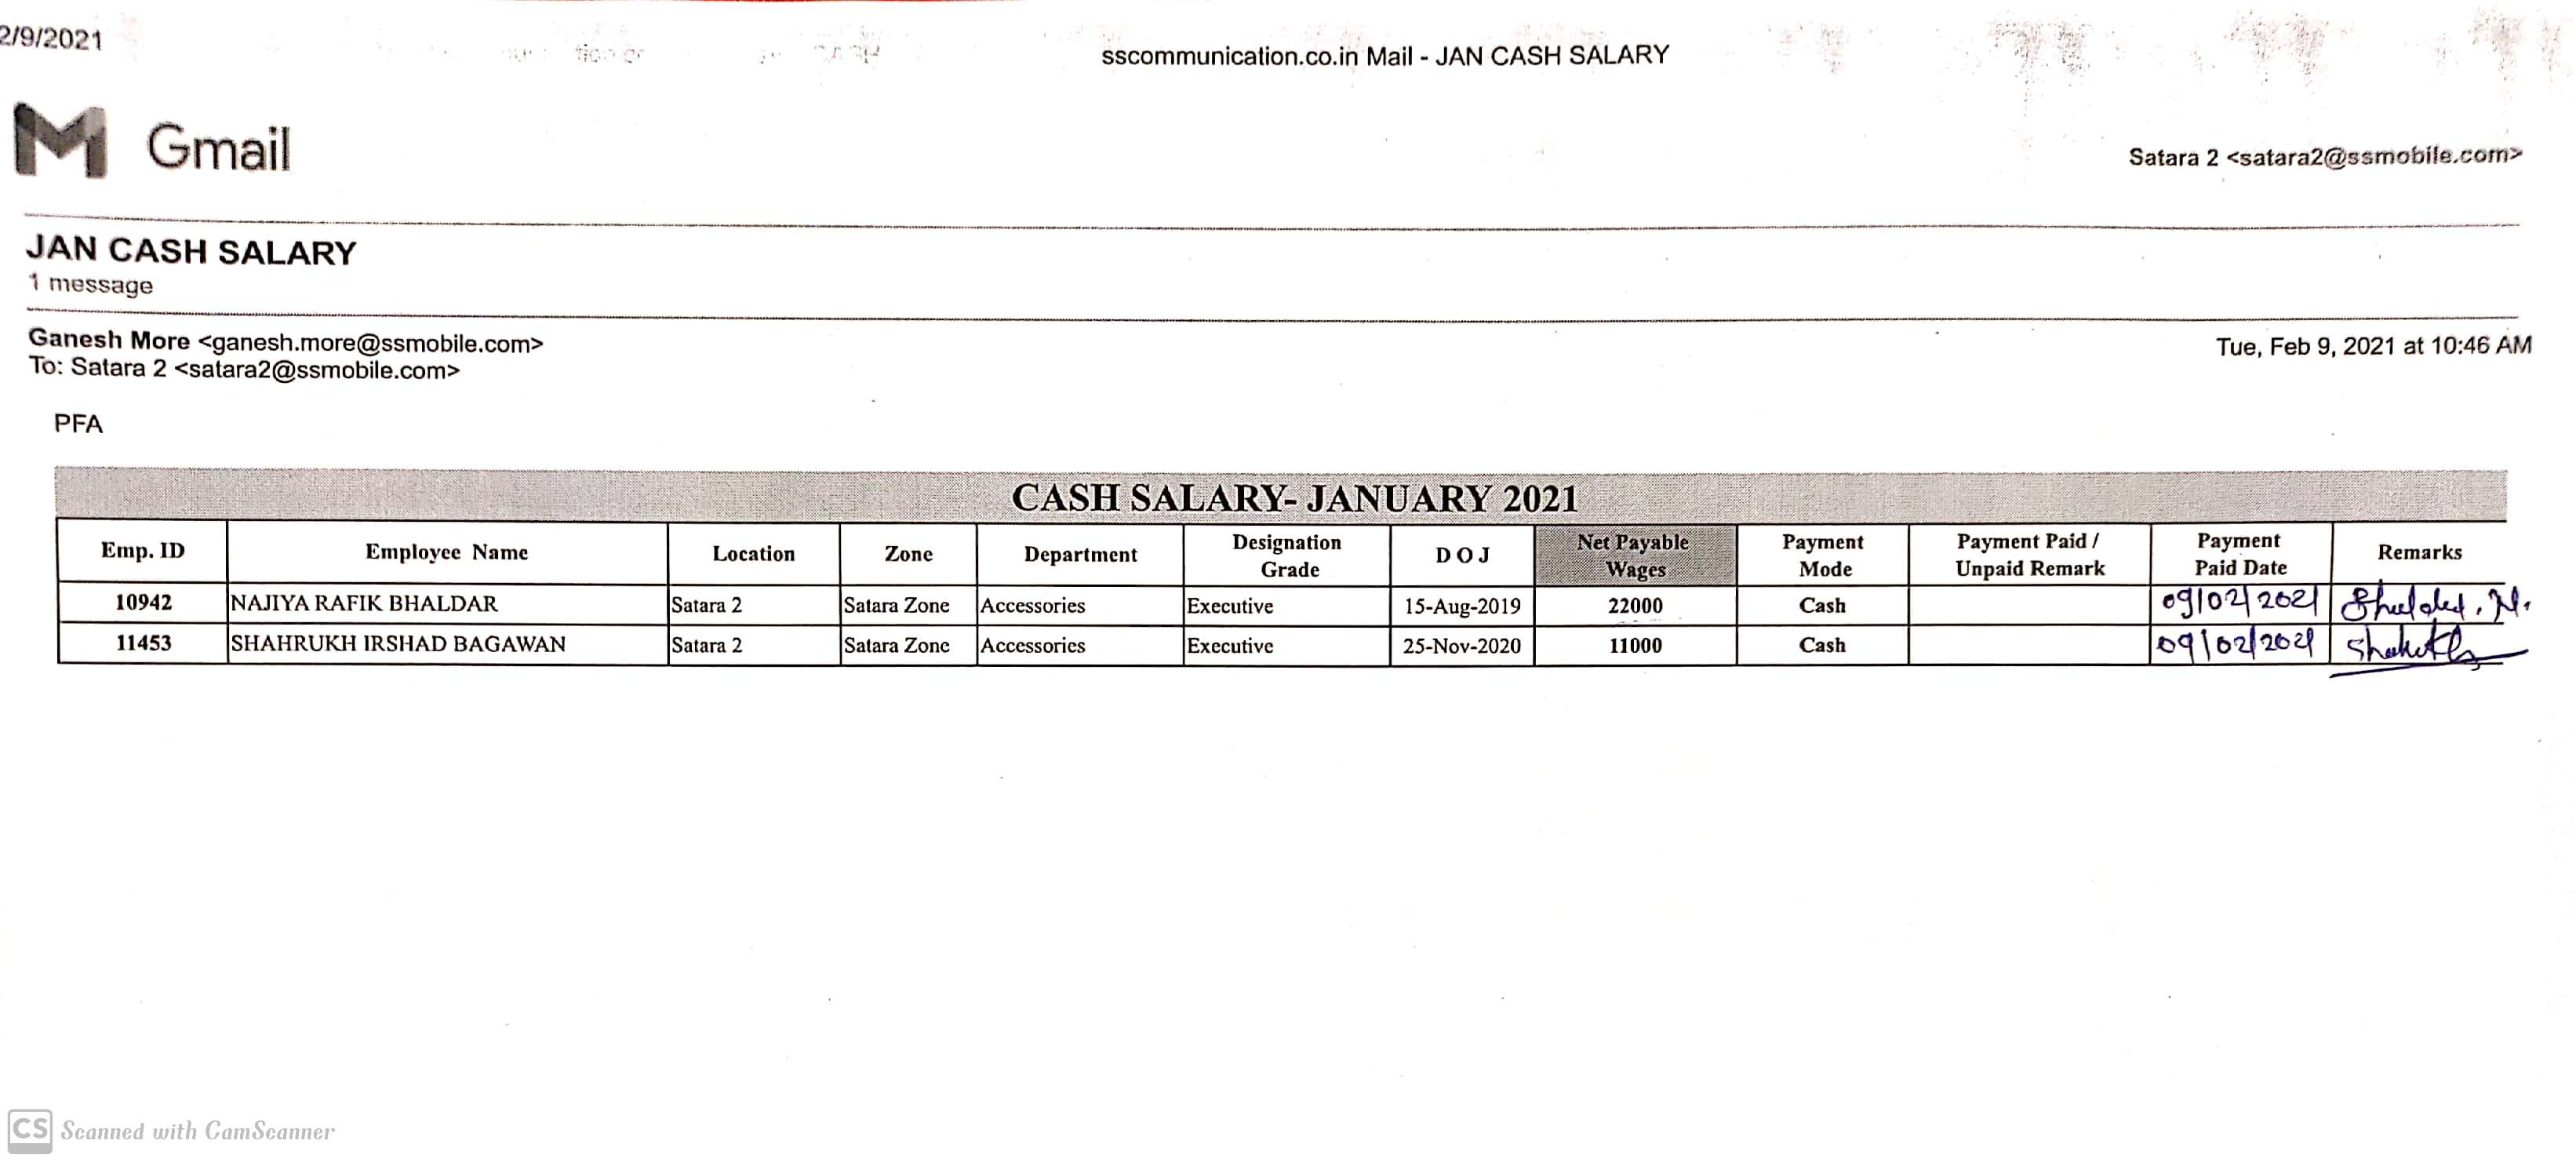 2/9/2021
sscommunication.co.in Mail - JAN CASH SALARY
M Gmail
Satara 2 <satara2@ssmobile.com>
JAN CASH SALARY
1 message
Ganesh More <ganesh.more@ssmobile.com>
Tue, Feb 9, 2021 at 10:46 AM
To: Satara 2 <satara2@ssmobile.com>
PFA
CASH SALARY- JANUARY 2021
Emp. ID Employee Name Location Zone Department Designation Grade D O J Net Payable Wages Payment Mode Payment Paid / Unpaid Remark Payment Paid Date Remarks
10942 NAJIYA RAFIK BHALDAR Satara 2 Satara Zone Accessories Executive 15-Aug-2019 22000 Cash 09/02/2021
11453 SHAHRUKH IRSHAD BAGAWAN Satara 2 Satara Zone Accessories Executive 25-Nov-2020 11000 Cash 09/02/2021
CS Scanned with CamScanner